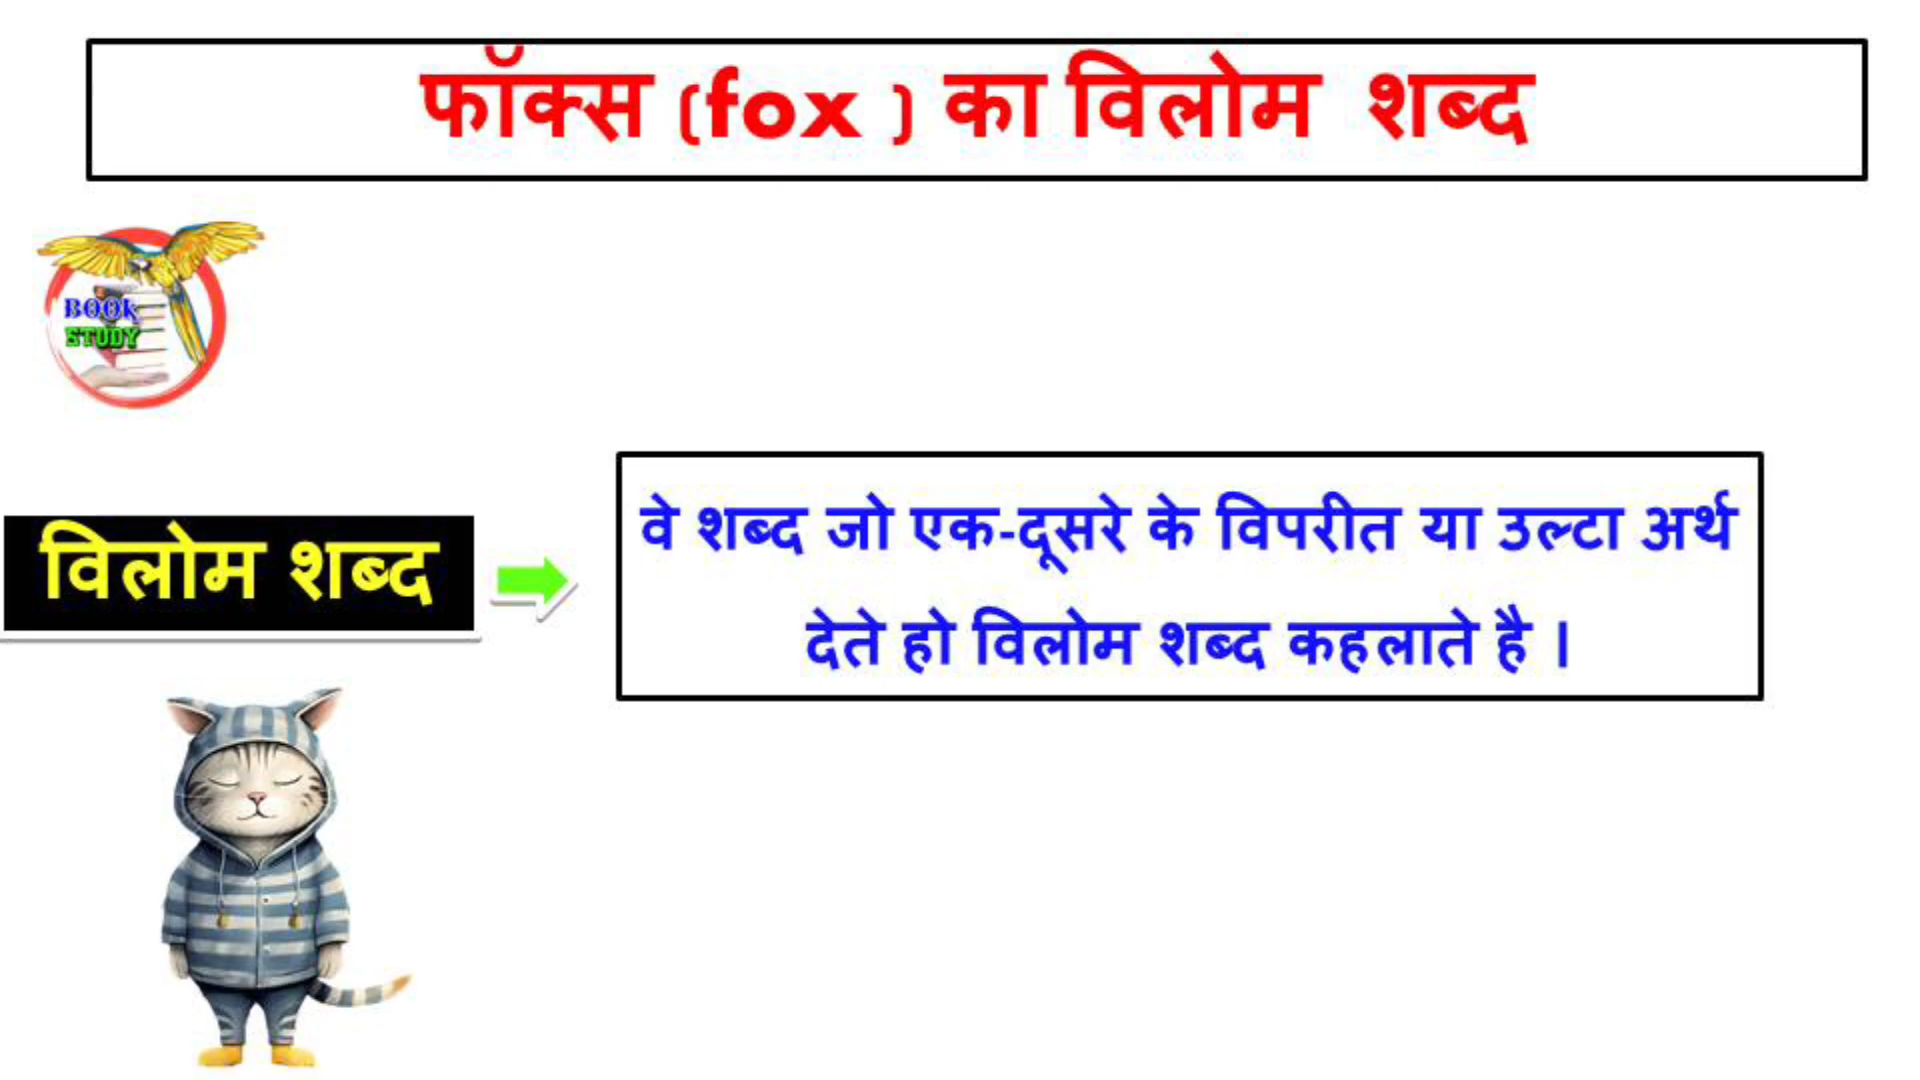 फॉक्स (fox ) का विलोम शब्द
BOOK
STUDY
विलोम शब्द
वे शब्द जो एक-दूसरे के विपरीत या उल्टा अर्थ
देते हो विलोम शब्द कहलाते है ।